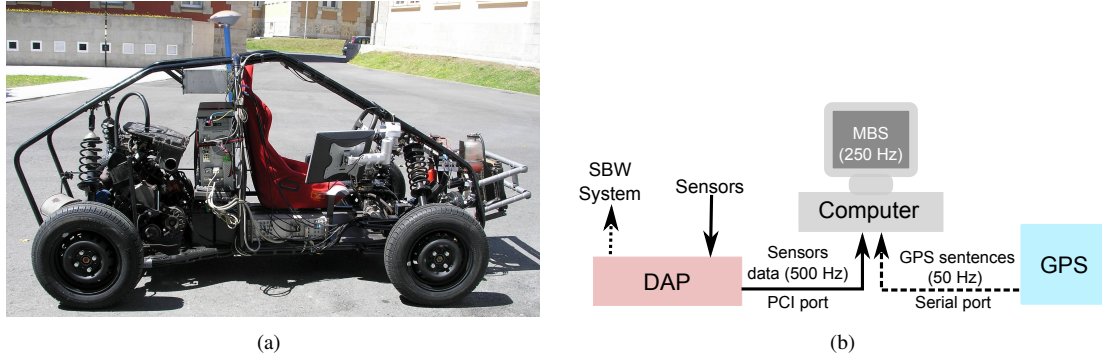 MBS
(250 Hz)
SBW
System
Sensors
Computer
Sensors
data (500 Hz)
GPS sentences
(50 Hz)
DAP
GPS
PCI port
Serial port
(a)
(b)